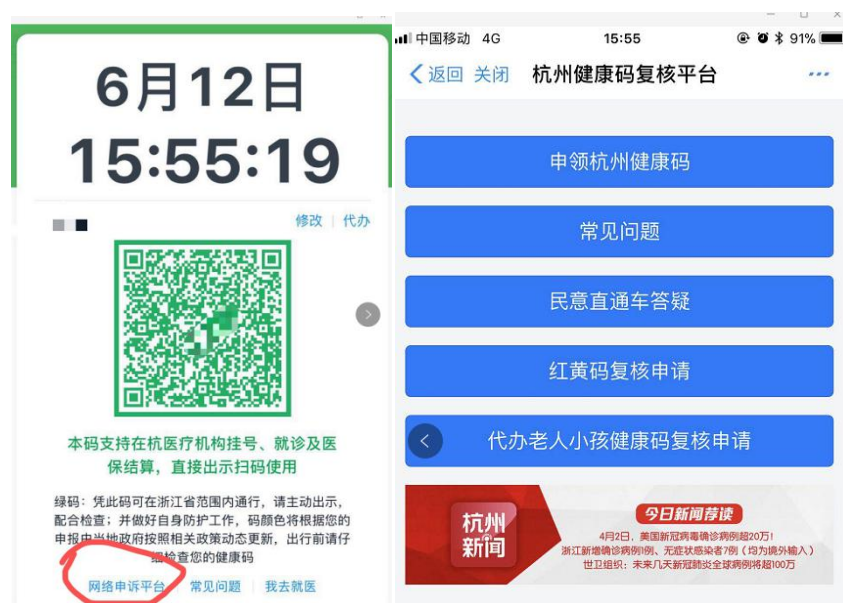 6月12日
15:55:19
修改 | 代办
本码支持在杭医疗机构挂号、就诊及医
保结算，直接出示扫码使用
绿码：凭此码可在浙江省范围内通行，请主动出示，
配合检查；并做好自身防护工作，码颜色将根据您的
申报由当地政府按照相关政策动态更新，出行前请仔
细检查您的健康码
网络申诉平台 | 常见问题 | 我去就医
中国移动 4G 15:55 91%
返回 关闭 杭州健康码复核平台 ···
申领杭州健康码
常见问题
民意直通车答疑
红黄码复核申请
代办老人小孩健康码复核申请
杭州
新闻
今日新闻荐读
4月2日，美国新冠病毒确诊病例超20万！
浙江新增确诊病例1例、无症状感染者7例（均为境外输入）
世卫组织：未来几天新冠肺炎全球病例将超100万